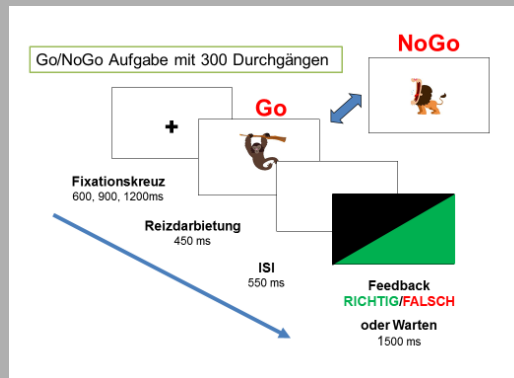 NoGo
Go/NoGo Aufgabe mit 300 Durchgängen
Go
Fixationskreuz
600, 900, 1200ms
Reizdarbietung
450 ms
ISI
550 ms
Feedback
RICHTIG/FALSCH
oder Warten
1500 ms